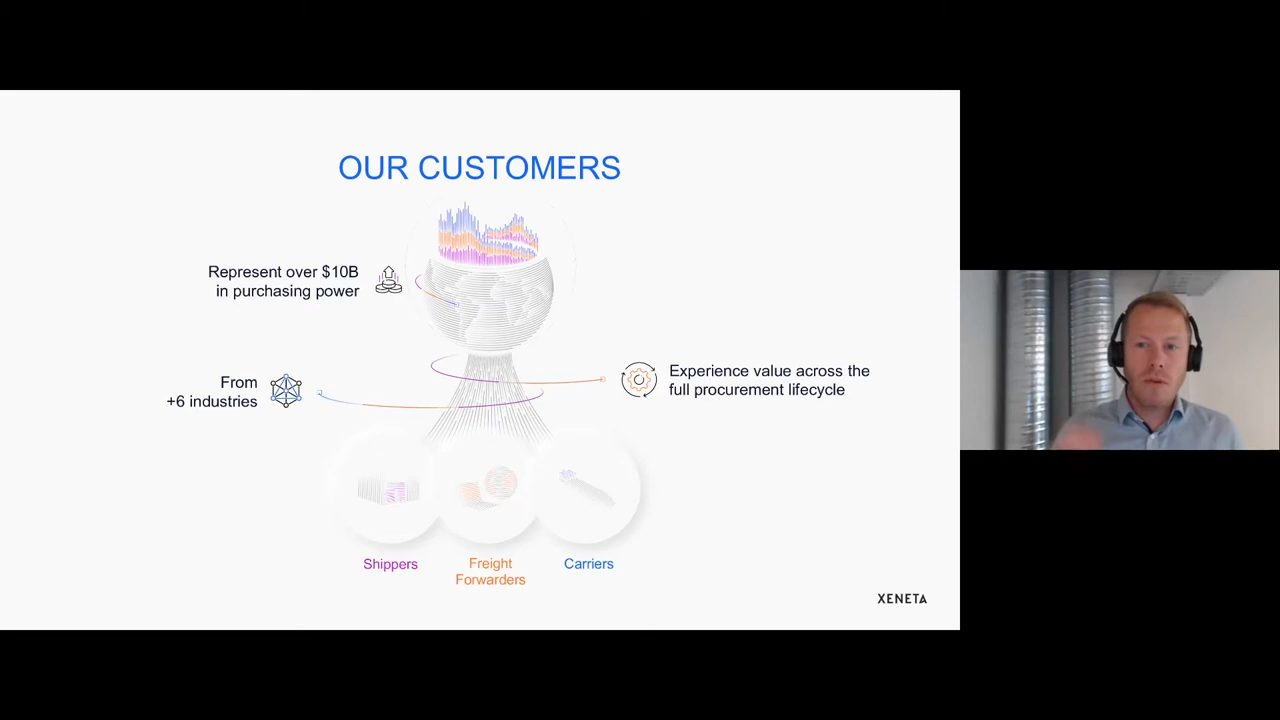 OUR CUSTOMERS
Represent over $10B
in purchasing power
Experience value across the
full procurement lifecycle
From
+6 industries
Shippers
Freight
Forwarders
Carriers
XENETA